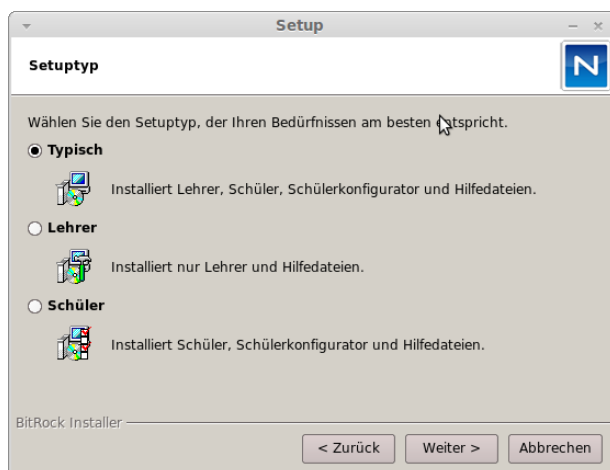 Setup
Setuptyp
N
Wählen Sie den Setuptyp, der Ihren Bedürfnissen am besten entspricht.
Typisch
Installiert Lehrer, Schüler, Schülerkonfigurator und Hilfedateien.
Lehrer
Installiert nur Lehrer und Hilfedateien.
Schüler
Installiert Schüler, Schülerkonfigurator und Hilfedateien.
BitRock Installer
< Zurück Weiter > Abbrechen